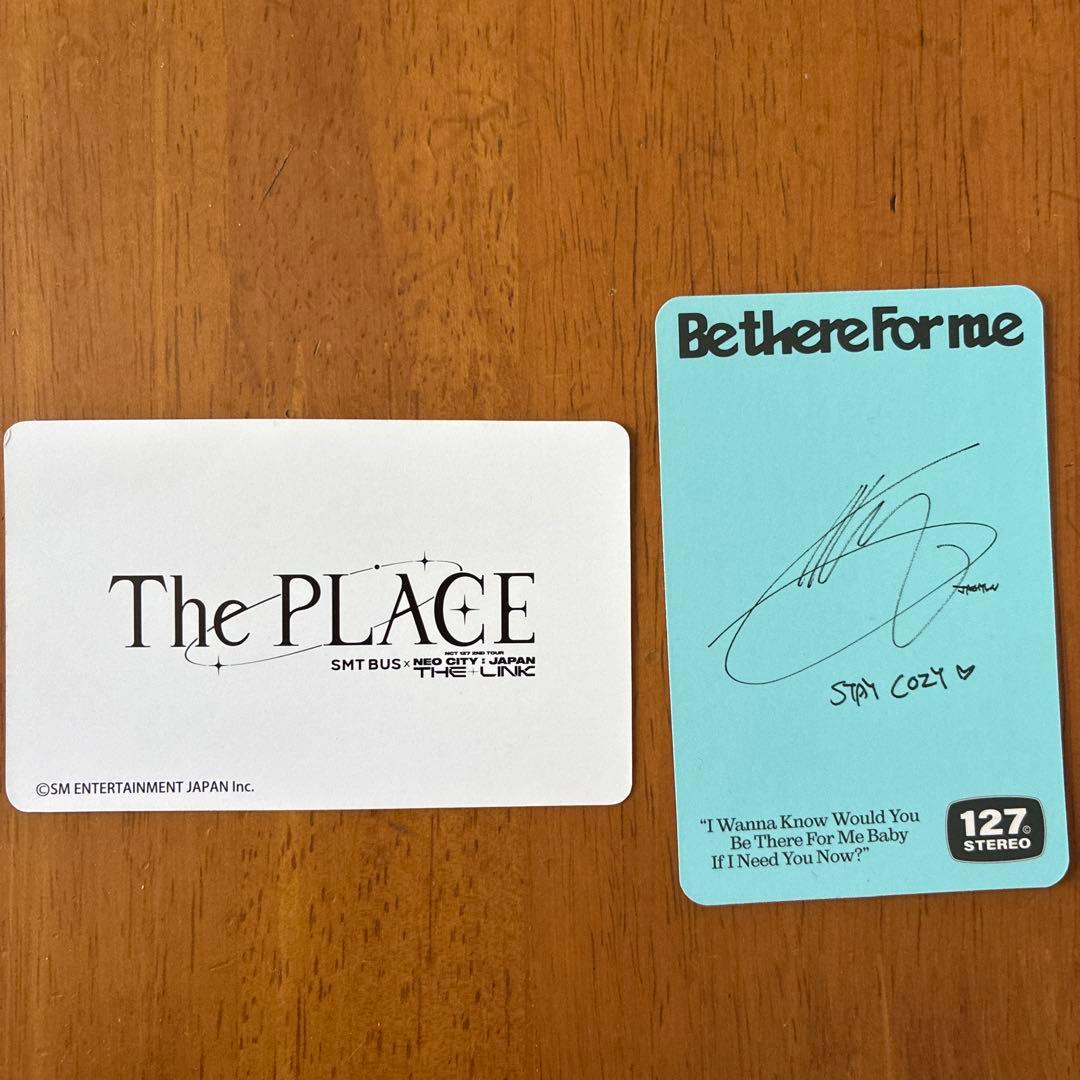 The PLACE
SMT BUS × NCT 127 2ND TOUR
NEO CITY : JAPAN
THE LINK
©SM ENTERTAINMENT JAPAN Inc.
Be there For me
JAEHYUN
STAY COZY ♡
"I Wanna Know Would You
Be There For Me Baby
If I Need You Now?"
127©
STEREO